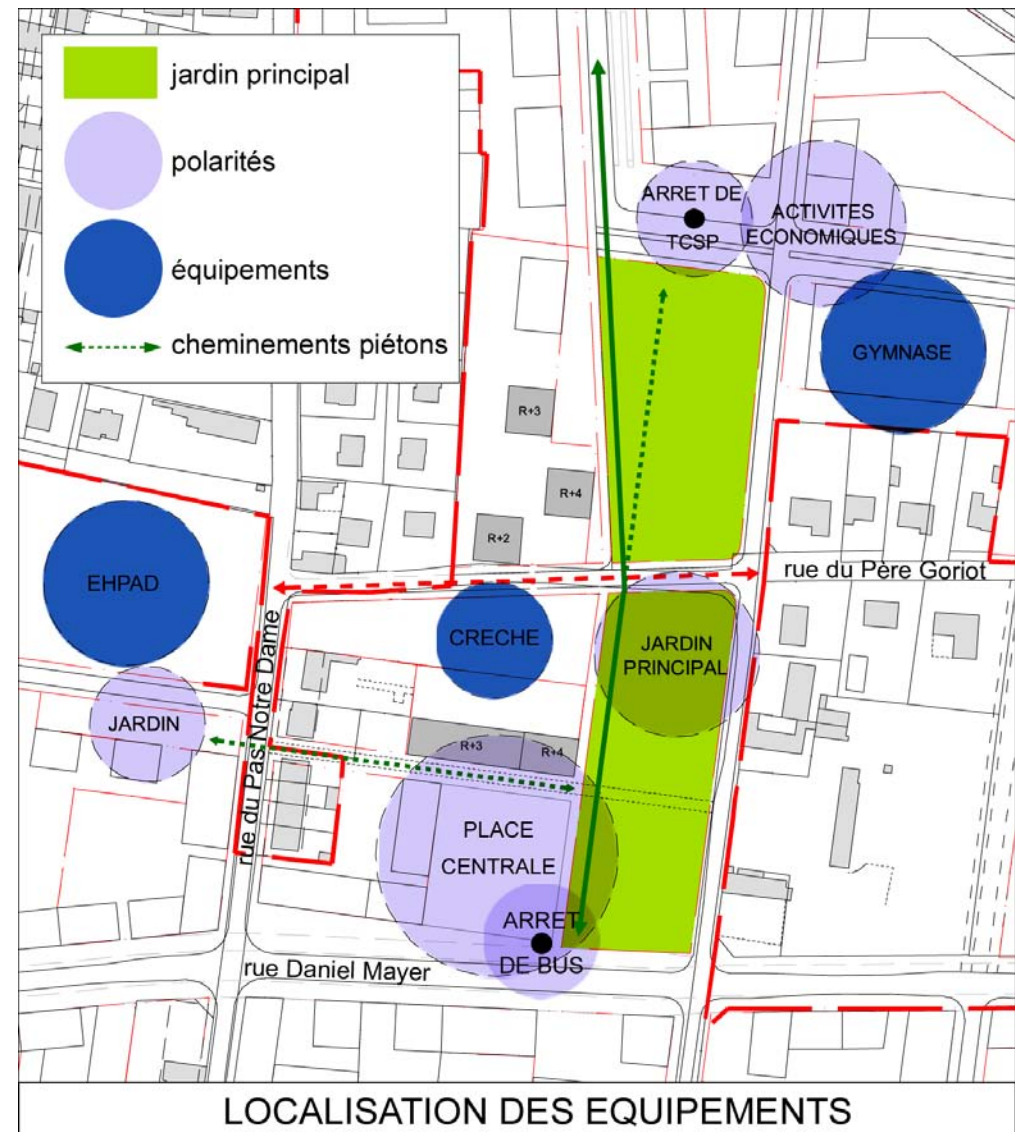 jardin principal
polarités
équipements
cheminements piétons
ARRET DE
TCSP
ACTIVITES
ECONOMIQUES
GYMNASE
R+3
R+4
R+2
rue du Père Goriot
EHPAD
CRECHE
JARDIN
PRINCIPAL
JARDIN
rue du Pas Notre Dame
R+3
R+4
PLACE
CENTRALE
ARRET
DE BUS
rue Daniel Mayer
LOCALISATION DES EQUIPEMENTS